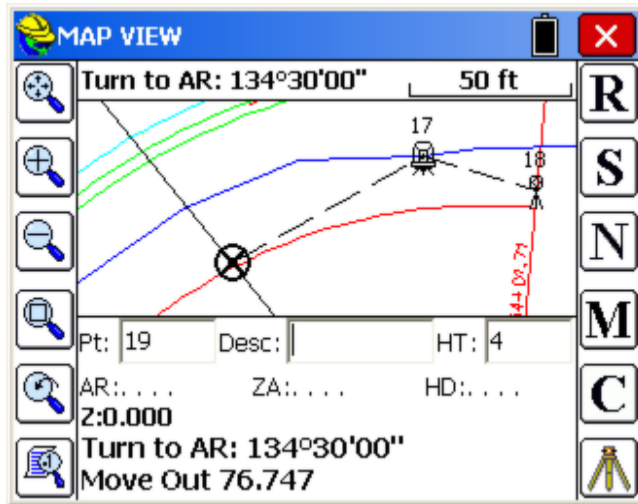 MAP VIEW
Turn to AR: 134°30'00"
50 ft
R
17
18
S
N
Pt: 19 Desc: HT: 4
M
AR:. . . . ZA:. . . . HD:. . . .
C
Z:0.000
Turn to AR: 134°30'00"
Move Out 76.747